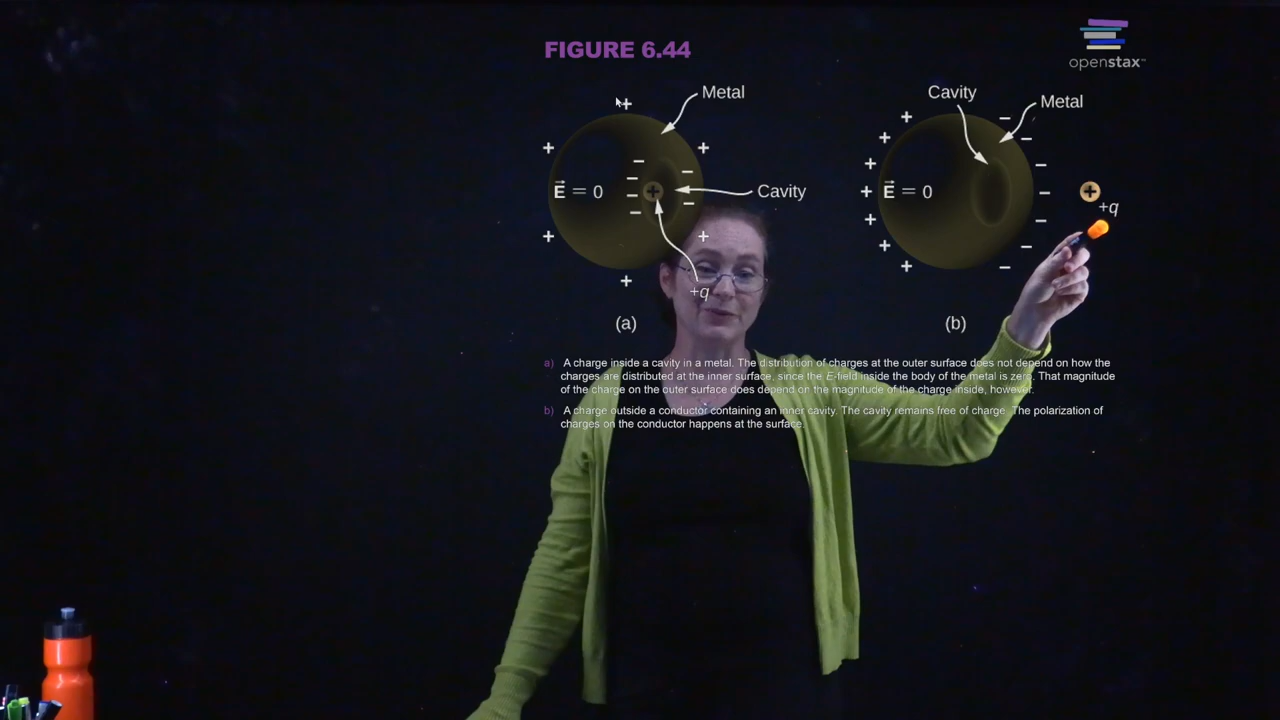 FIGURE 6.44
openstax™
Metal
Cavity
E⃗ = 0
+q
(a)
Cavity
Metal
E⃗ = 0
+q
(b)
a) A charge inside a cavity in a metal. The distribution of charges at the outer surface does not depend on how the
charges are distributed at the inner surface, since the E-field inside the body of the metal is zero. That magnitude
of the charge on the outer surface does depend on the magnitude of the charge inside, however.
b) A charge outside a conductor containing an inner cavity. The cavity remains free of charge. The polarization of
charges on the conductor happens at the surface.